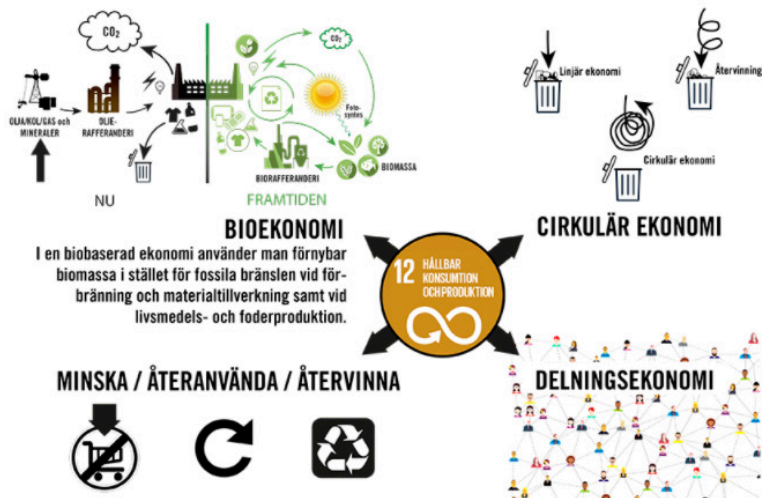 CO₂
OLJA/KOL/GAS och
MINERALER
OLJE-
RAFFERANDERI
NU
CO₂
Foto-
syntes
BIORAFFERANDERI
BIOMASSA
FRAMTIDEN
Linjär ekonomi
Återvinning
Cirkulär ekonomi
BIOEKONOMI
I en biobaserad ekonomi använder man förnybar
biomassa i stället för fossila bränslen vid för-
bränning och materialtillverkning samt vid
livsmedels- och foderproduktion.
CIRKULÄR EKONOMI
12 HÅLLBAR
KONSUMTION
OCH PRODUKTION
MINSKA / ÅTERANVÄNDA / ÅTERVINNA
DELNINGSEKONOMI